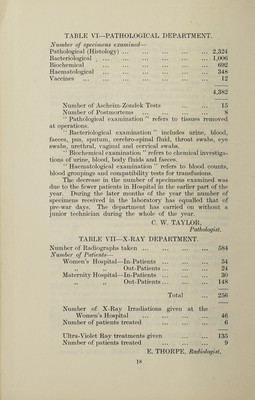 TABLE VI—PATHOLOGICAL DEPARTMENT.
Number of specimens examined—
Pathological (Histology) ... ... ... ... ... 2,324
Bacteriological ... ... ... ... ... 1,006
Biochemical ... ... ... ... ... 692
Haematological ... ... ... ... ... 348
Vaccines ... ... ... ... ... 12
4,382
Number of Ascheim-Zondek Tests ... ... 15
Number of Postmortems ... ... ... 8
“ Pathological examination ” refers to tissues removed
at operations.
“ Bacteriological examination ” includes urine, blood,
faeces, pus, sputum, cerebro-spinal fluid, throat swabs, eye
swabs, urethral, vaginal and cervical swabs.
“ Biochemical examination ” refers to chemical investiga-
tions of urine, blood, body fluids and faeces.
“ Haematological examination ” refers to blood counts,
blood groupings and compatibility tests for transfusions.
The decrease in the number of specimens examined was
due to the fewer patients in Hospital in the earlier part of the
year. During the later months of the year the number of
specimens received in the laboratory has equalled that of
pre-war days. The department has carried on without a
junior technician during the whole of the year.
C. W. TAYLOR,
Pathologist.
TABLE VII—X-RAY DEPARTMENT.
Number of Radiographs taken ... ... ... ... 584
Number of Patients—
Women's Hospital—In-Patients ... ... ... 54
„ „ Out-Patients ... ... ... 24
Maternity Hospital—In-Patients ... ... ... 30
„ „ Out-Patients ... ... ... 148
Total ... 256
Number of X-Ray Irradiations given at the
Women's Hospital ... ... ... ... 46
Number of patients treated ... ... ... 6
Ultra-Violet Ray treatments given ... ... 135
Number of patients treated ... ... ... 9
E. THORPE, Radiologist.
18